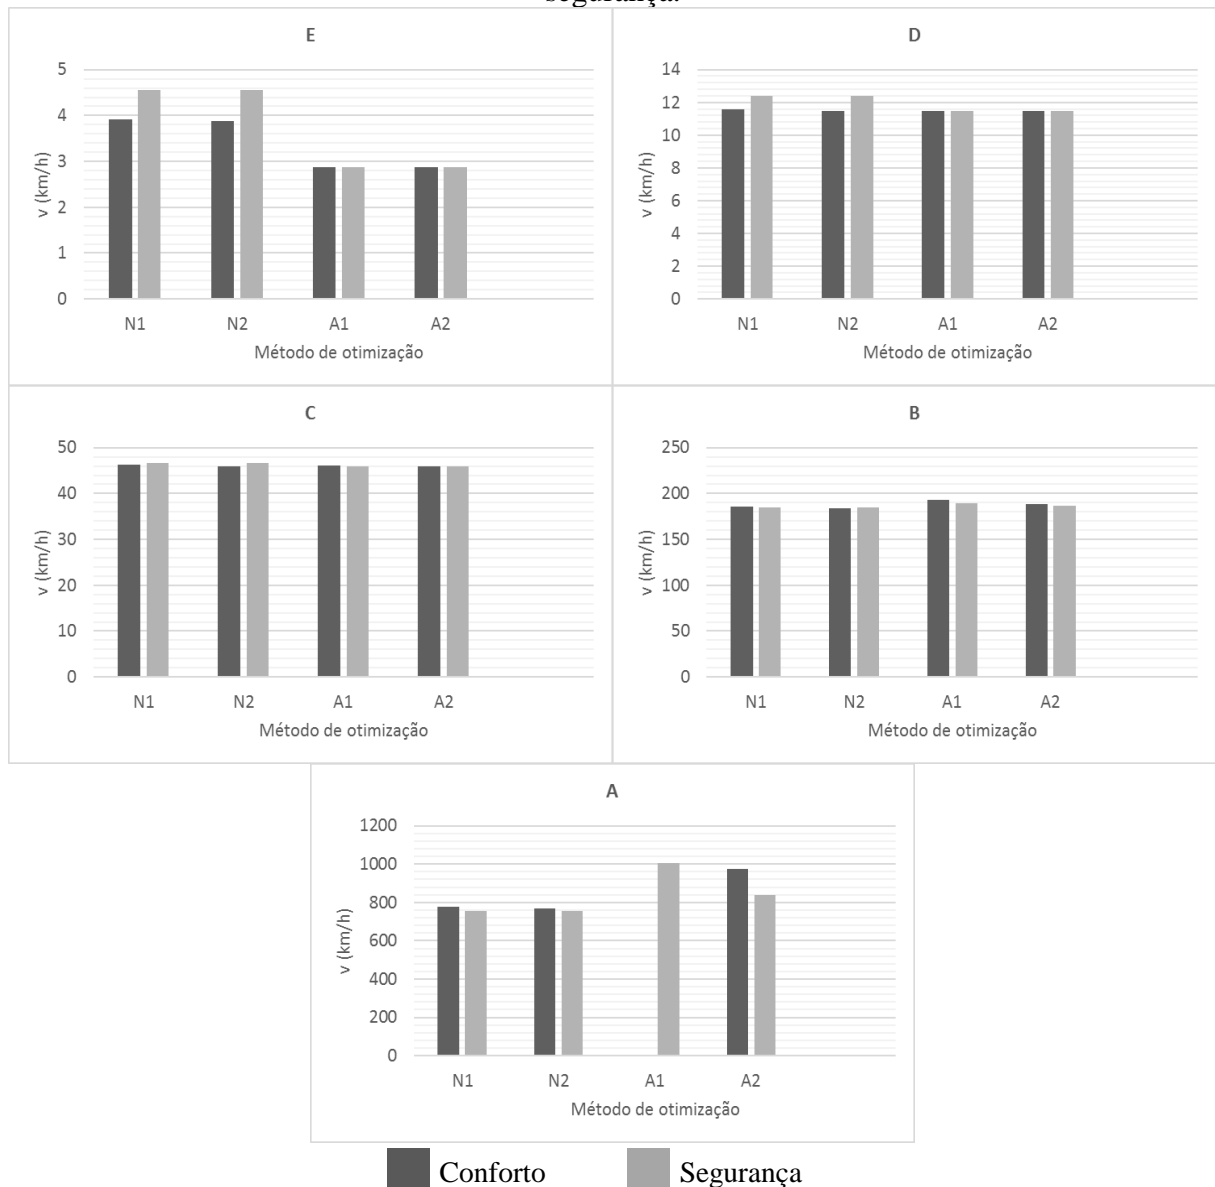 segurança.
E
5
4
3
2
1
0
v (km/h)
N1 N2 A1 A2
Método de otimização
D
14
12
10
8
6
4
2
0
v (km/h)
N1 N2 A1 A2
Método de otimização
C
50
40
30
20
10
0
v (km/h)
N1 N2 A1 A2
Método de otimização
B
250
200
150
100
50
0
v (km/h)
N1 N2 A1 A2
Método de otimização
A
1200
1000
800
600
400
200
0
v (km/h)
N1 N2 A1 A2
Método de otimização
Conforto Segurança